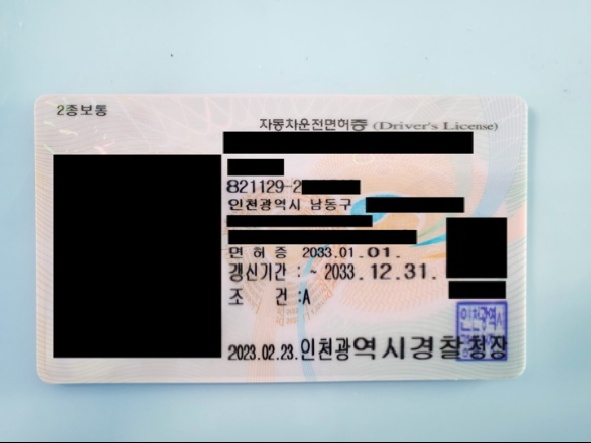 2종보통
자동차운전면허증 (Driver's License)
821129-2
인천광역시 남동구
면 허 증 2033.01.01.
갱신기간 : ~ 2033.12.31.
조 건 :A
2023.02.23.인천광역시경찰청장
인천광역시